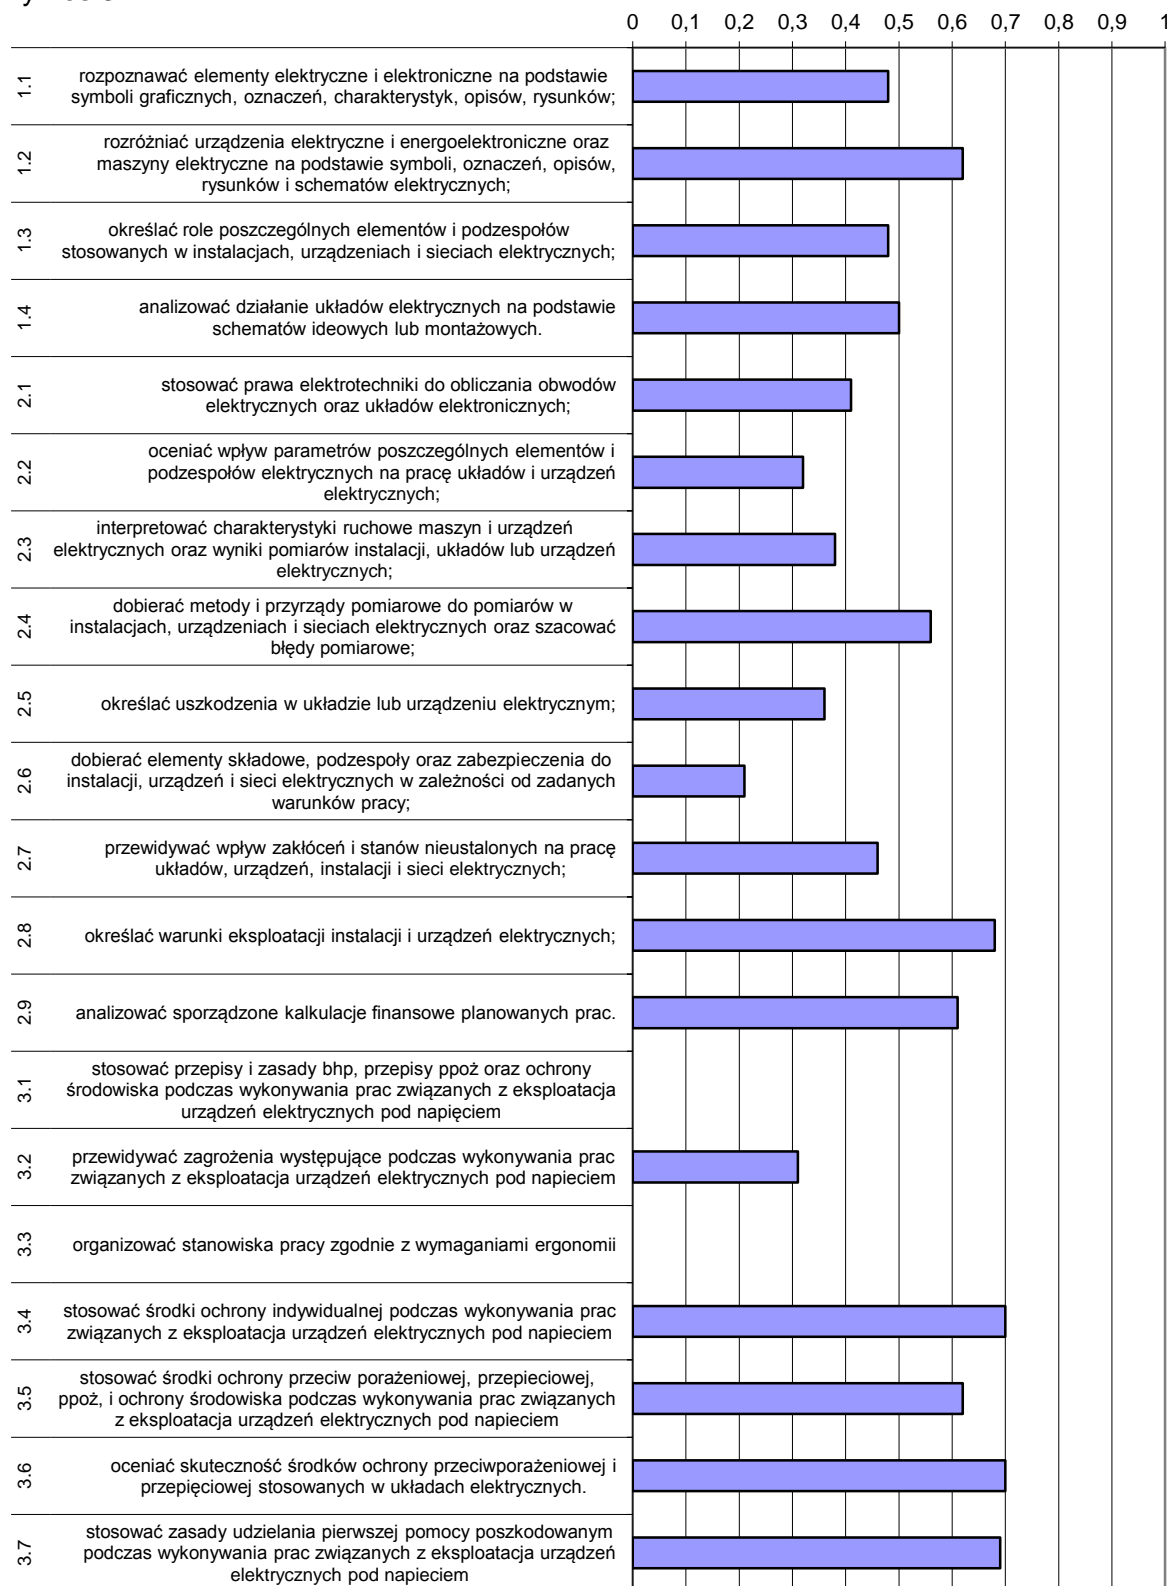 0 0,1 0,2 0,3 0,4 0,5 0,6 0,7 0,8 0,9 1
1.1
rozpoznawać elementy elektryczne i elektroniczne na podstawie
symboli graficznych, oznaczeń, charakterystyk, opisów, rysunków;
1.2
rozróżniać urządzenia elektryczne i energoelektroniczne oraz
maszyny elektryczne na podstawie symboli, oznaczeń, opisów,
rysunków i schematów elektrycznych;
1.3
określać role poszczególnych elementów i podzespołów
stosowanych w instalacjach, urządzeniach i sieciach elektrycznych;
1.4
analizować działanie układów elektrycznych na podstawie
schematów ideowych lub montażowych.
2.1
stosować prawa elektrotechniki do obliczania obwodów
elektrycznych oraz układów elektronicznych;
2.2
oceniać wpływ parametrów poszczególnych elementów i
podzespołów elektrycznych na pracę układów i urządzeń
elektrycznych;
2.3
interpretować charakterystyki ruchowe maszyn i urządzeń
elektrycznych oraz wyniki pomiarów instalacji, układów lub urządzeń
elektrycznych;
2.4
dobierać metody i przyrządy pomiarowe do pomiarów w
instalacjach, urządzeniach i sieciach elektrycznych oraz szacować
błędy pomiarowe;
2.5
określać uszkodzenia w układzie lub urządzeniu elektrycznym;
2.6
dobierać elementy składowe, podzespoły oraz zabezpieczenia do
instalacji, urządzeń i sieci elektrycznych w zależności od zadanych
warunków pracy;
2.7
przewidywać wpływ zakłóceń i stanów nieustalonych na pracę
układów, urządzeń, instalacji i sieci elektrycznych;
2.8
określać warunki eksploatacji instalacji i urządzeń elektrycznych;
2.9
analizować sporządzone kalkulacje finansowe planowanych prac.
3.1
stosować przepisy i zasady bhp, przepisy ppoż oraz ochrony
środowiska podczas wykonywania prac związanych z eksploatacja
urządzeń elektrycznych pod napięciem
3.2
przewidywać zagrożenia występujące podczas wykonywania prac
związanych z eksploatacja urządzeń elektrycznych pod napieciem
3.3
organizować stanowiska pracy zgodnie z wymaganiami ergonomii
3.4
stosować środki ochrony indywidualnej podczas wykonywania prac
związanych z eksploatacja urządzeń elektrycznych pod napieciem
3.5
stosować środki ochrony przeciw porażeniowej, przepieciowej,
ppoż, i ochrony środowiska podczas wykonywania prac związanych
z eksploatacja urządzeń elektrycznych pod napieciem
3.6
oceniać skuteczność środków ochrony przeciwporażeniowej i
przepięciowej stosowanych w układach elektrycznych.
3.7
stosować zasady udzielania pierwszej pomocy poszkodowanym
podczas wykonywania prac związanych z eksploatacja urządzeń
elektrycznych pod napieciem